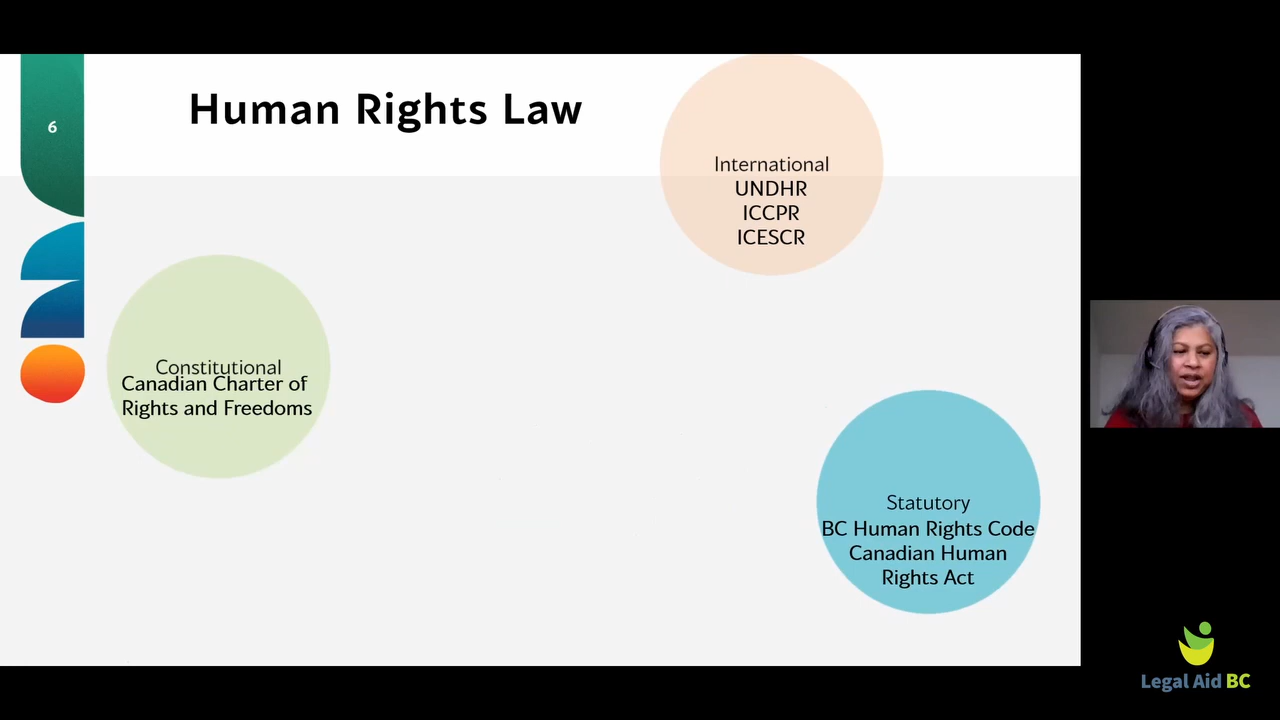 6
Human Rights Law
International
UNDHR
ICCPR
ICESCR
Constitutional
Canadian Charter of
Rights and Freedoms
Statutory
BC Human Rights Code
Canadian Human
Rights Act
Legal Aid BC